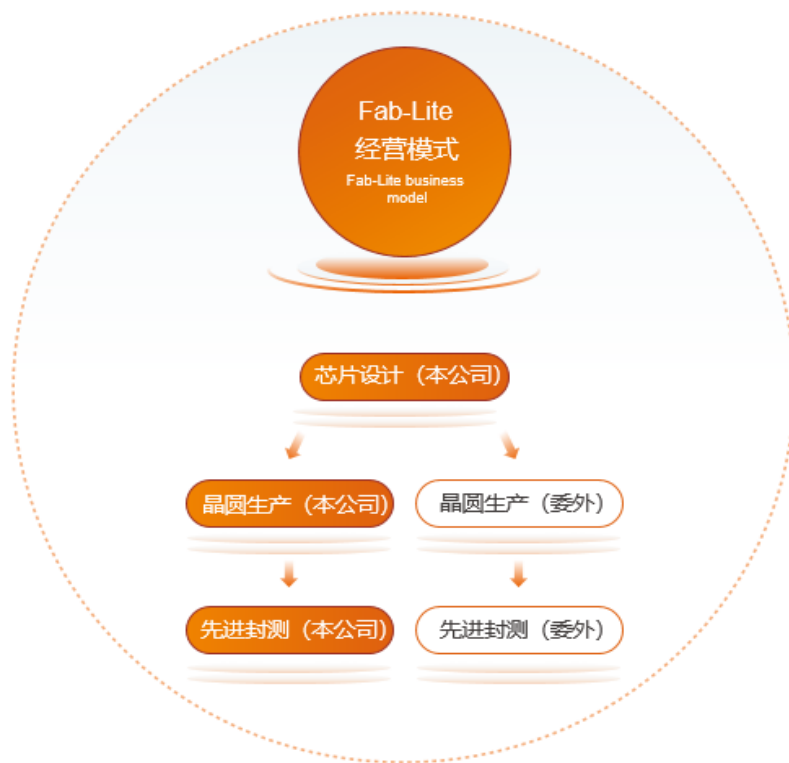 Fab-Lite
经营模式
Fab-Lite business
model
芯片设计（本公司)
晶圆生产（本公司)
晶圆生产（委外）
先进封测（本公司)
先进封测（委外）